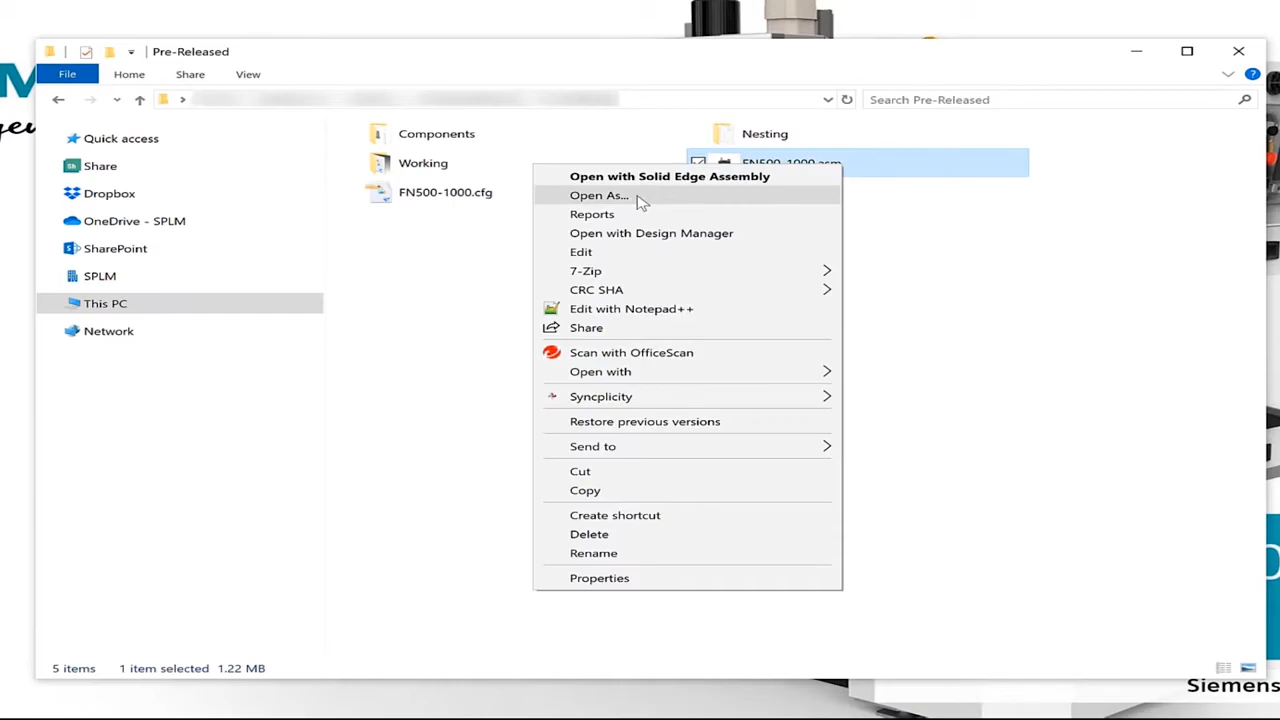 Pre-Released
File
Home
Share
View
Search Pre-Released
Quick access
Share
Dropbox
OneDrive - SPLM
SharePoint
SPLM
This PC
Network
Components
Working
FN500-1000.cfg
Nesting
FN500-1000.asm
Open with Solid Edge Assembly
Open As...
Reports
Open with Design Manager
Edit
7-Zip
CRC SHA
Edit with Notepad++
Share
Scan with OfficeScan
Open with
Syncplicity
Restore previous versions
Send to
Cut
Copy
Create shortcut
Delete
Rename
Properties
5 items
1 item selected 1.22 MB
Siemens